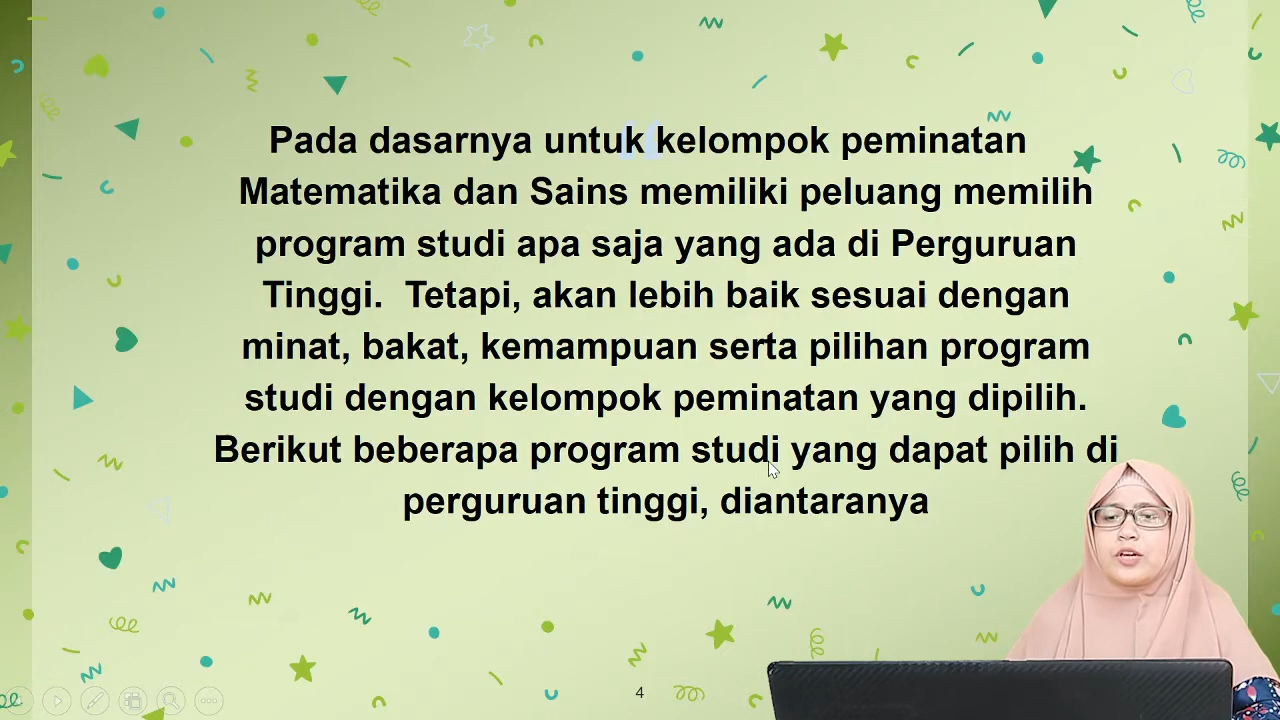 Pada dasarnya untuk kelompok peminatan
Matematika dan Sains memiliki peluang memilih
program studi apa saja yang ada di Perguruan
Tinggi.  Tetapi, akan lebih baik sesuai dengan
minat, bakat, kemampuan serta pilihan program
studi dengan kelompok peminatan yang dipilih.
Berikut beberapa program studi yang dapat pilih di
perguruan tinggi, diantaranya
4